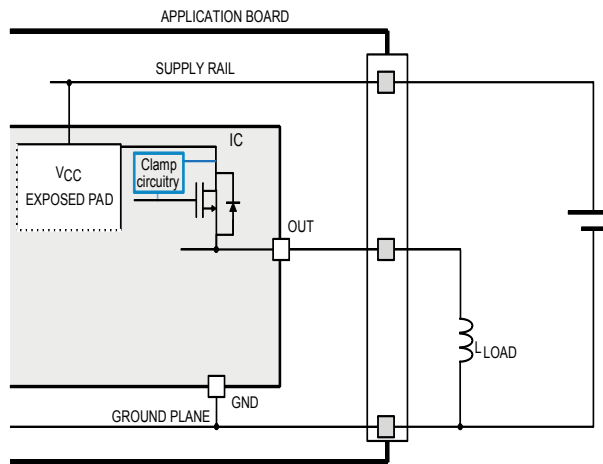 APPLICATION BOARD
SUPPLY RAIL
IC
VCC
EXPOSED PAD
Clamp
circuitry
OUT
LLOAD
GND
GROUND PLANE